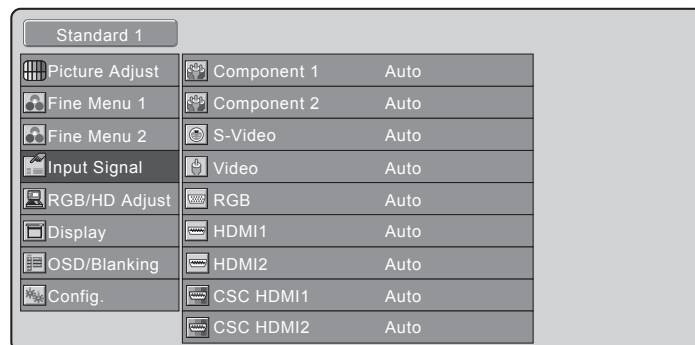 Standard 1
Picture Adjust
Fine Menu 1
Fine Menu 2
Input Signal
RGB/HD Adjust
Display
OSD/Blanking
Config.
Component 1 Auto
Component 2 Auto
S-Video Auto
Video Auto
RGB Auto
HDMI1 Auto
HDMI2 Auto
CSC HDMI1 Auto
CSC HDMI2 Auto